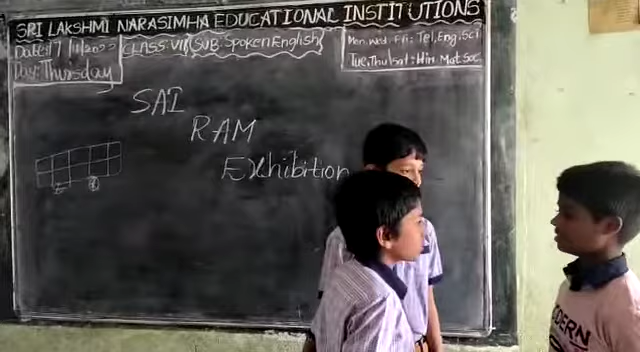 SRI LAKSHMI NARASIMHA EDUCATIONAL INSTITUTIONS
Date: 17/11/2022 CLASS: VII SUB: Spoken English Mon, Wed, Fri: Tel, Eng, Sci
Day: Thursday Tue, Thu, Sat: Hin Mat Soc
SAI
RAM
Exhibition
DERN